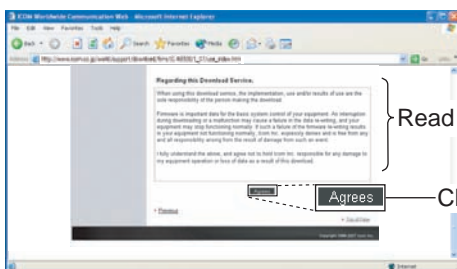 ICOM Worldwide Communication Web - Microsoft Internet Explorer
File Edit View Favorites Tools Help
Back Search Favorites Media
Address
Regarding this Download Service.
When using this download service, the implementation, use and/or results of use are the
sole responsibility of the person making the download.
Firmware is important data for the basic system control of your equipment. An interruption
during downloading or a malfunction may cause a failure in the data re-writing, and your
equipment may stop functioning normally. If such a failure of the firmware re-writing results
in your equipment not functioning normally, Icom Inc. expressly denies and is free from any
and all responsibility arising from the result of damage from such an event.
I fully understand the above, and agree not to hold Icom Inc. responsible for any damage to
my equipment operation or loss of data as a result of this download.
Read
Agrees
Agrees
Cl
Previous
Internet